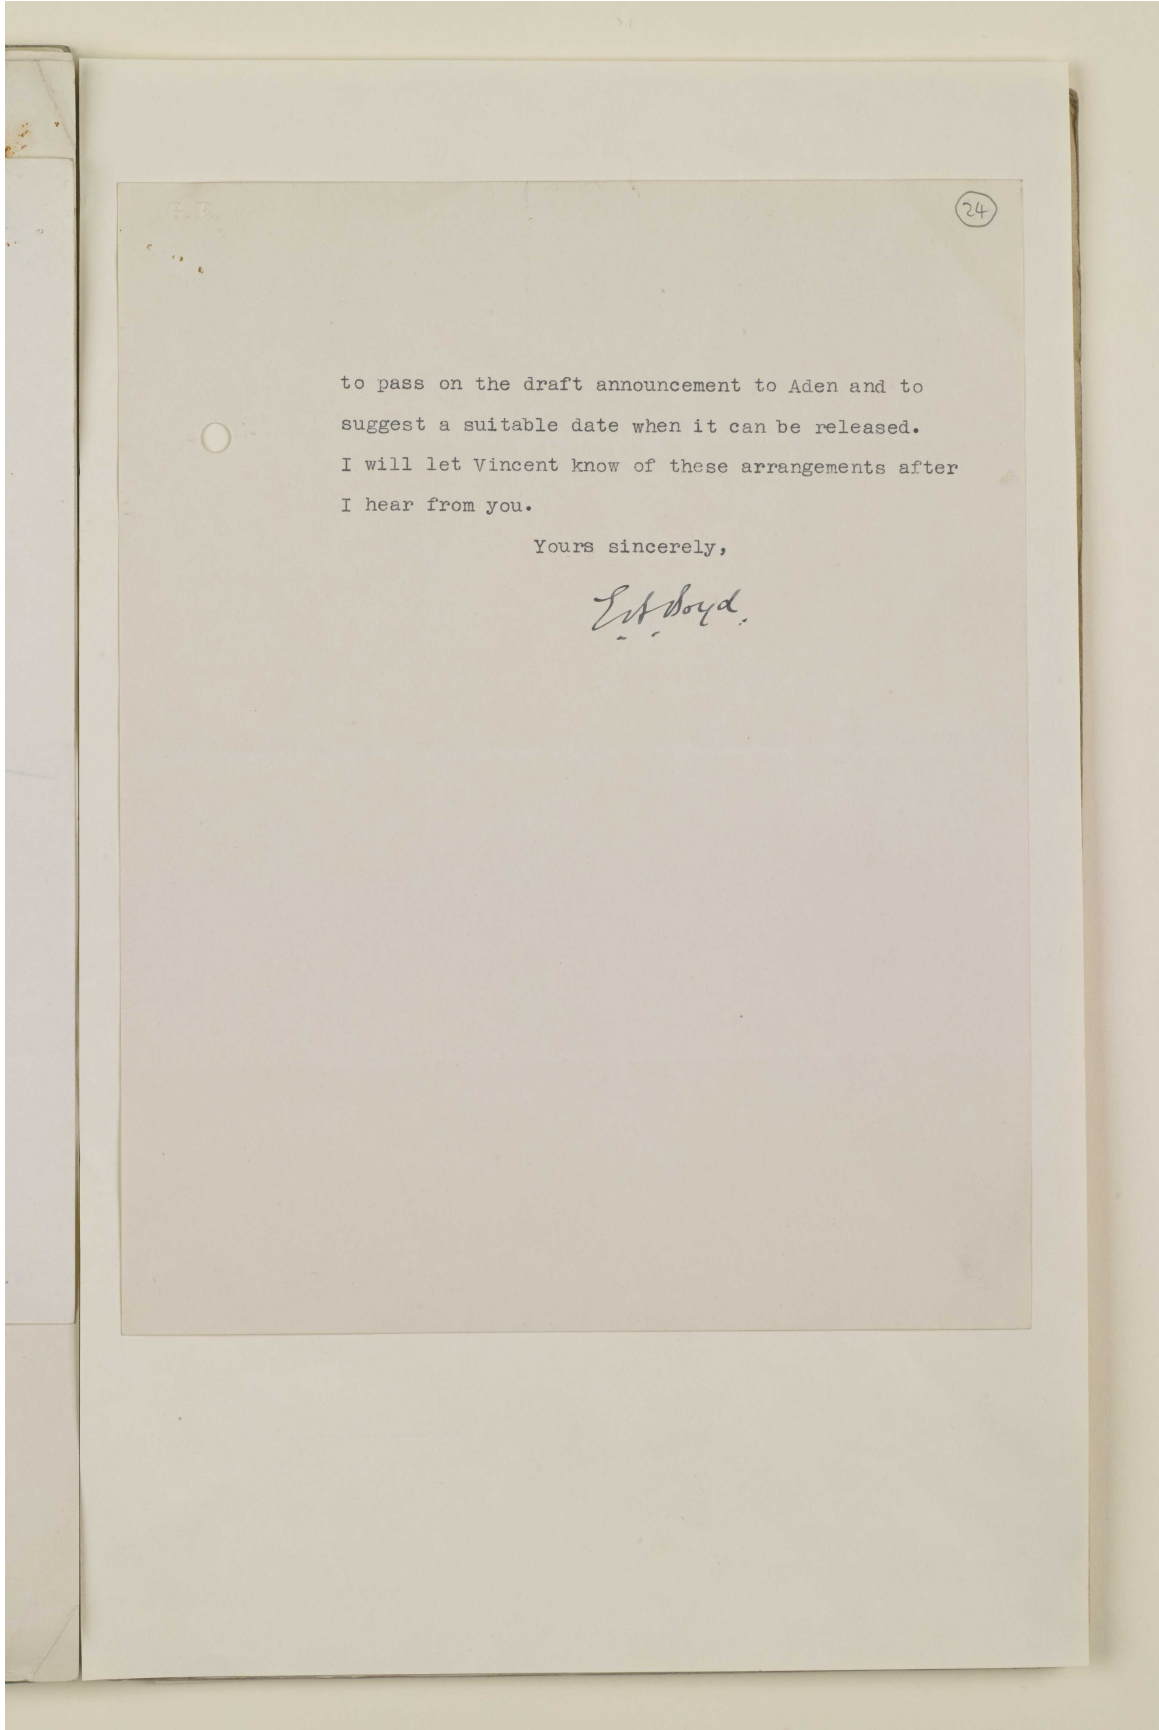 24
to pass on the draft announcement to Aden and to
suggest a suitable date when it can be released.
I will let Vincent know of these arrangements after
I hear from you.
Yours sincerely,
Boyd.